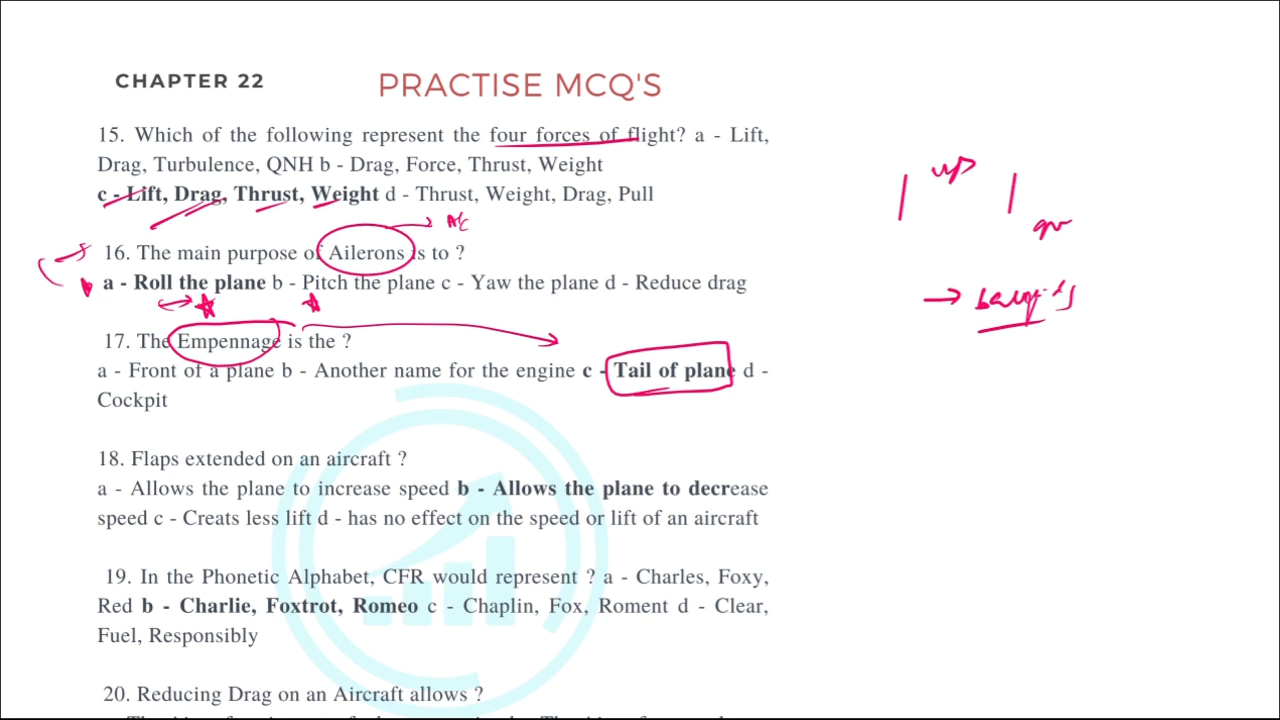 CHAPTER 22
PRACTISE MCQ'S
15. Which of the following represent the four forces of flight? a - Lift,
Drag, Turbulence, QNH b - Drag, Force, Thrust, Weight
c - Lift, Drag, Thrust, Weight d - Thrust, Weight, Drag, Pull
A/c
16. The main purpose of Ailerons is to ?
a - Roll the plane b - Pitch the plane c - Yaw the plane d - Reduce drag
17. The Empennage is the ?
a - Front of a plane b - Another name for the engine c - Tail of plane d -
Cockpit
18. Flaps extended on an aircraft ?
a - Allows the plane to increase speed b - Allows the plane to decrease
speed c - Creats less lift d - has no effect on the speed or lift of an aircraft
19. In the Phonetic Alphabet, CFR would represent ? a - Charles, Foxy,
Red b - Charlie, Foxtrot, Romeo c - Chaplin, Fox, Roment d - Clear,
Fuel, Responsibly
20. Reducing Drag on an Aircraft allows ?
up